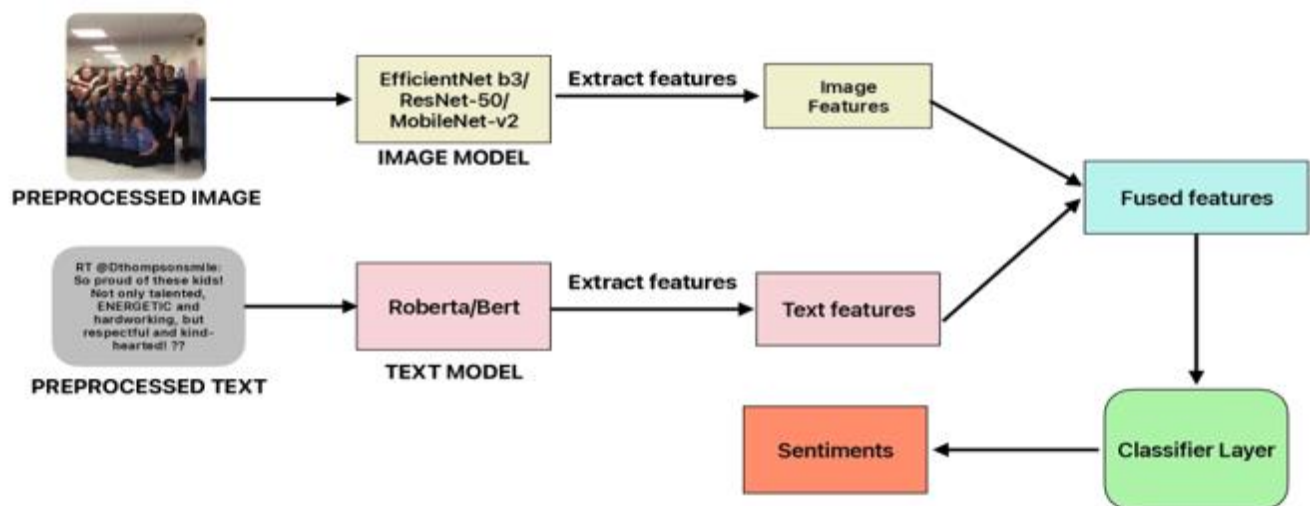 PREPROCESSED IMAGE
EfficientNet b3/
ResNet-50/
MobileNet-v2
IMAGE MODEL
Extract features
Image
Features
Fused features
RT @Dthompsonsmile:
So proud of these kids!
Not only talented,
ENERGETIC and
hardworking, but
respectful and kind-
hearted! ??
PREPROCESSED TEXT
Roberta/Bert
TEXT MODEL
Extract features
Text features
Classifier Layer
Sentiments